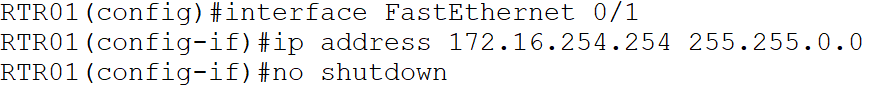 RTR01(config)#interface FastEthernet 0/1
RTR01(config-if)#ip address 172.16.254.254 255.255.0.0
RTR01(config-if)#no shutdown